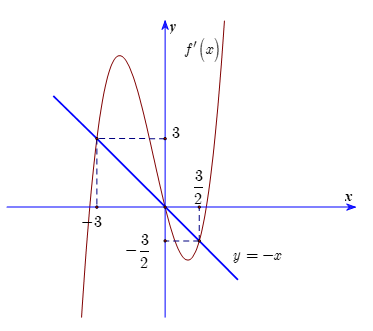 y
f'(x)
3
3/2
x
-3
-3/2
y = -x